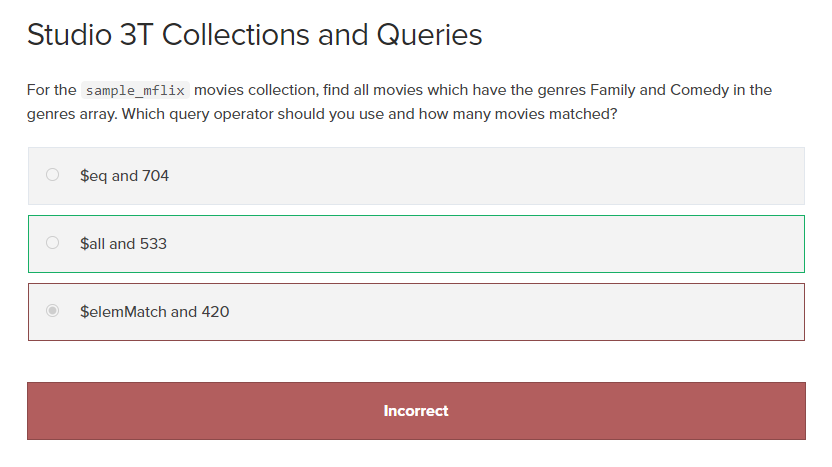 Studio 3T Collections and Queries
For the sample_mflix movies collection, find all movies which have the genres Family and Comedy in the
genres array. Which query operator should you use and how many movies matched?
$eq and 704
$all and 533
$elemMatch and 420
Incorrect